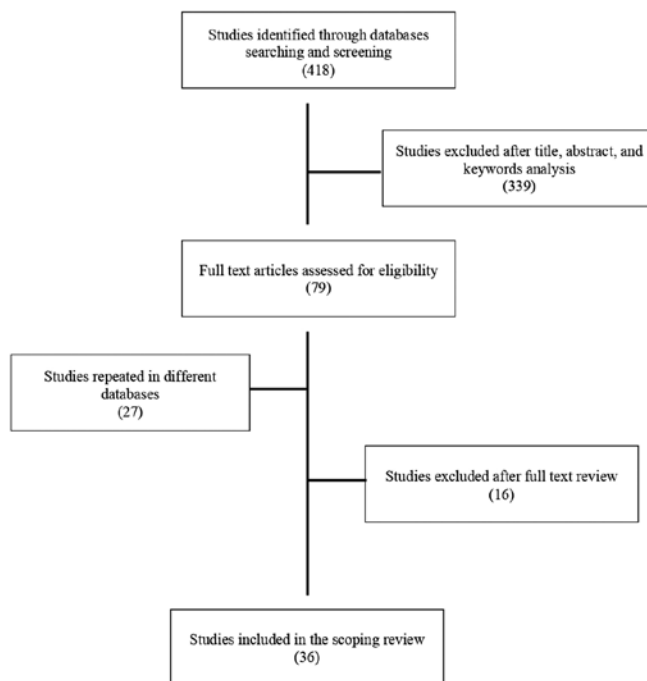 Studies identified through databases
searching and screening
(418)
Studies excluded after title, abstract, and
keywords analysis
(339)
Full text articles assessed for eligibility
(79)
Studies repeated in different
databases
(27)
Studies excluded after full text review
(16)
Studies included in the scoping review
(36)